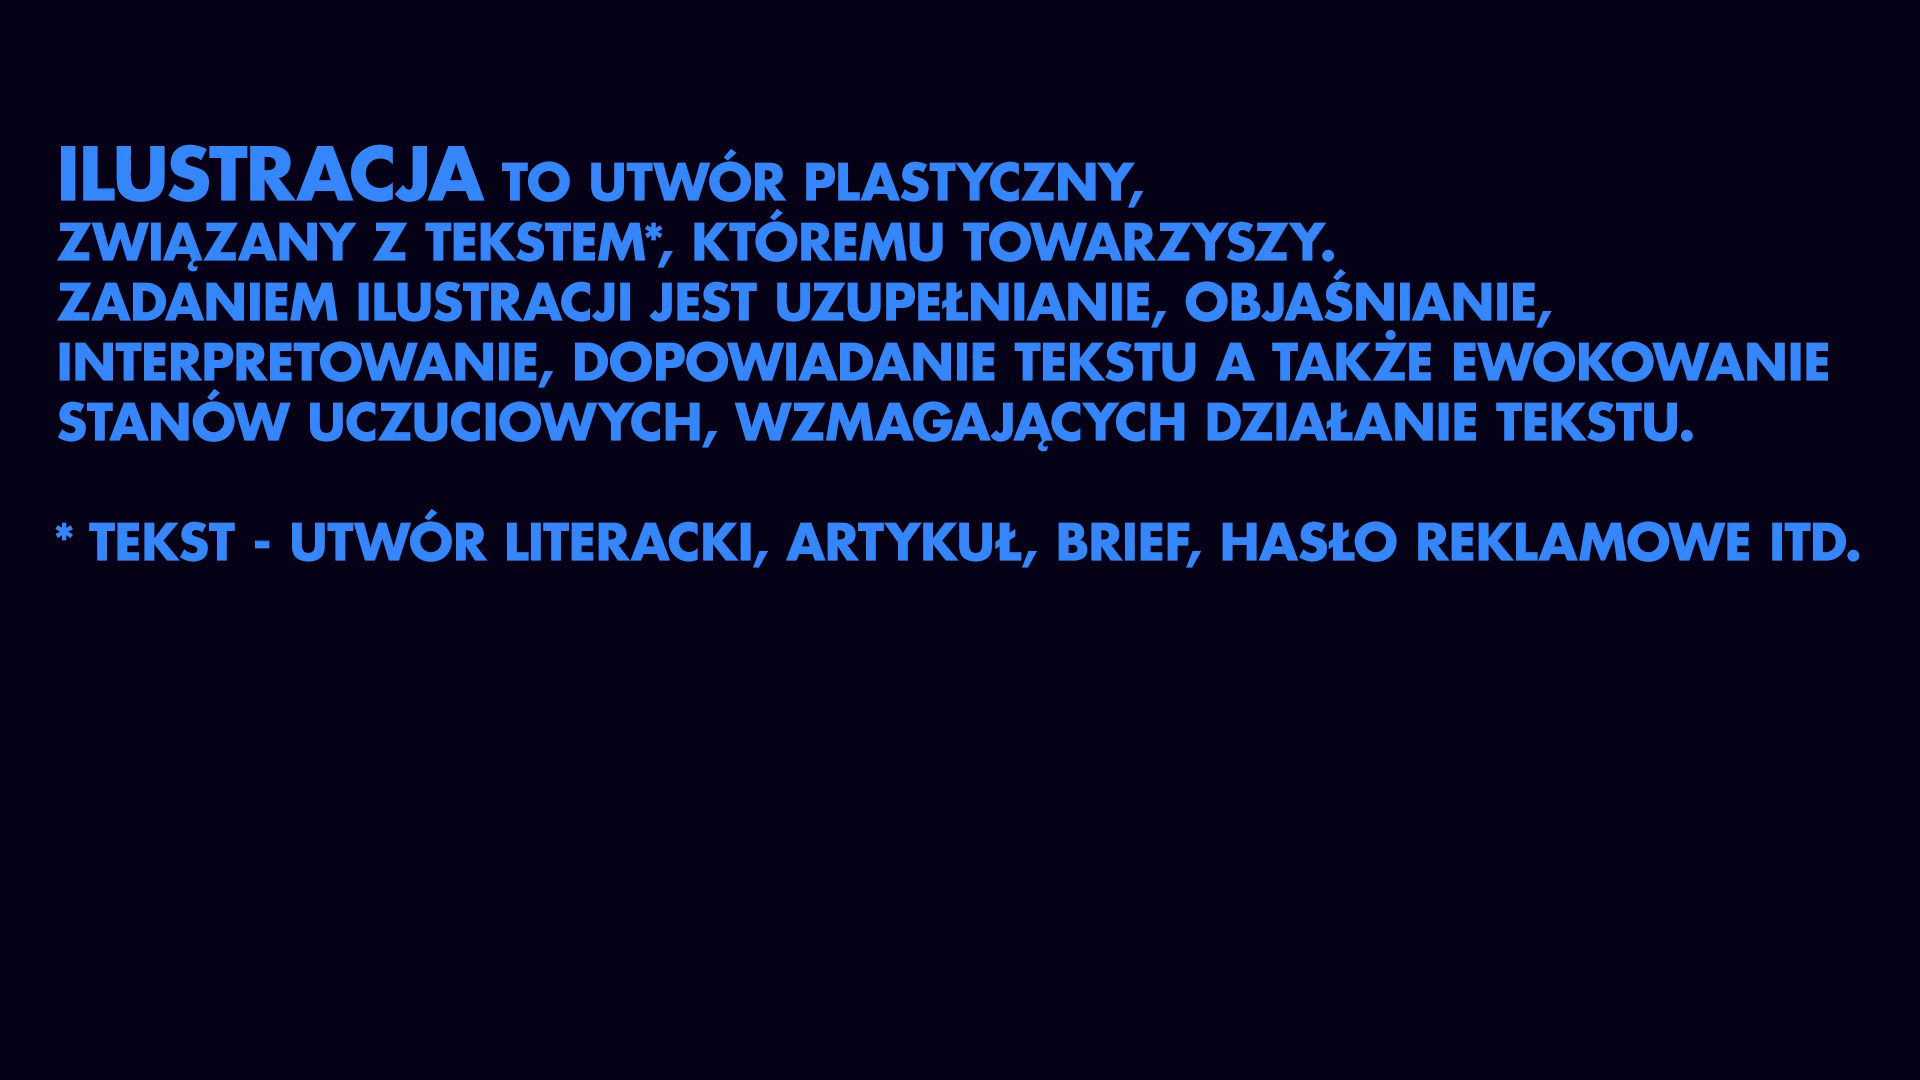 ILUSTRACJA TO UTWÓR PLASTYCZNY,
ZWIĄZANY Z TEKSTEM*, KTÓREMU TOWARZYSZY.
ZADANIEM ILUSTRACJI JEST UZUPEŁNIANIE, OBJAŚNIANIE,
INTERPRETOWANIE, DOPOWIADANIE TEKSTU A TAKŻE EWOKOWANIE
STANÓW UCZUCIOWYCH, WZMAGAJĄCYCH DZIAŁANIE TEKSTU.
* TEKST - UTWÓR LITERACKI, ARTYKUŁ, BRIEF, HASŁO REKLAMOWE ITD.